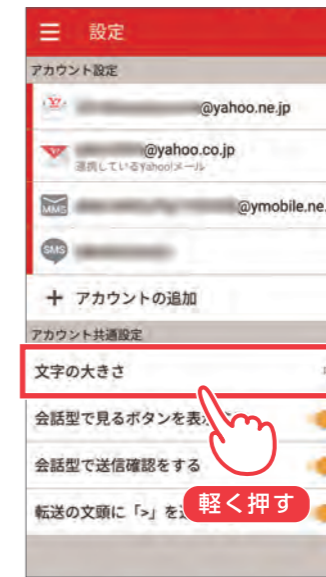 設定
アカウント設定
@yahoo.ne.jp
@yahoo.co.jp
連携しているYahoo!メール
MMS
@ymobile.ne.
SMS
＋ アカウントの追加
アカウント共通設定
文字の大きさ
会話型で見るボタンを表
会話型で送信確認をする
転送の文頭に「>」を
軽く押す